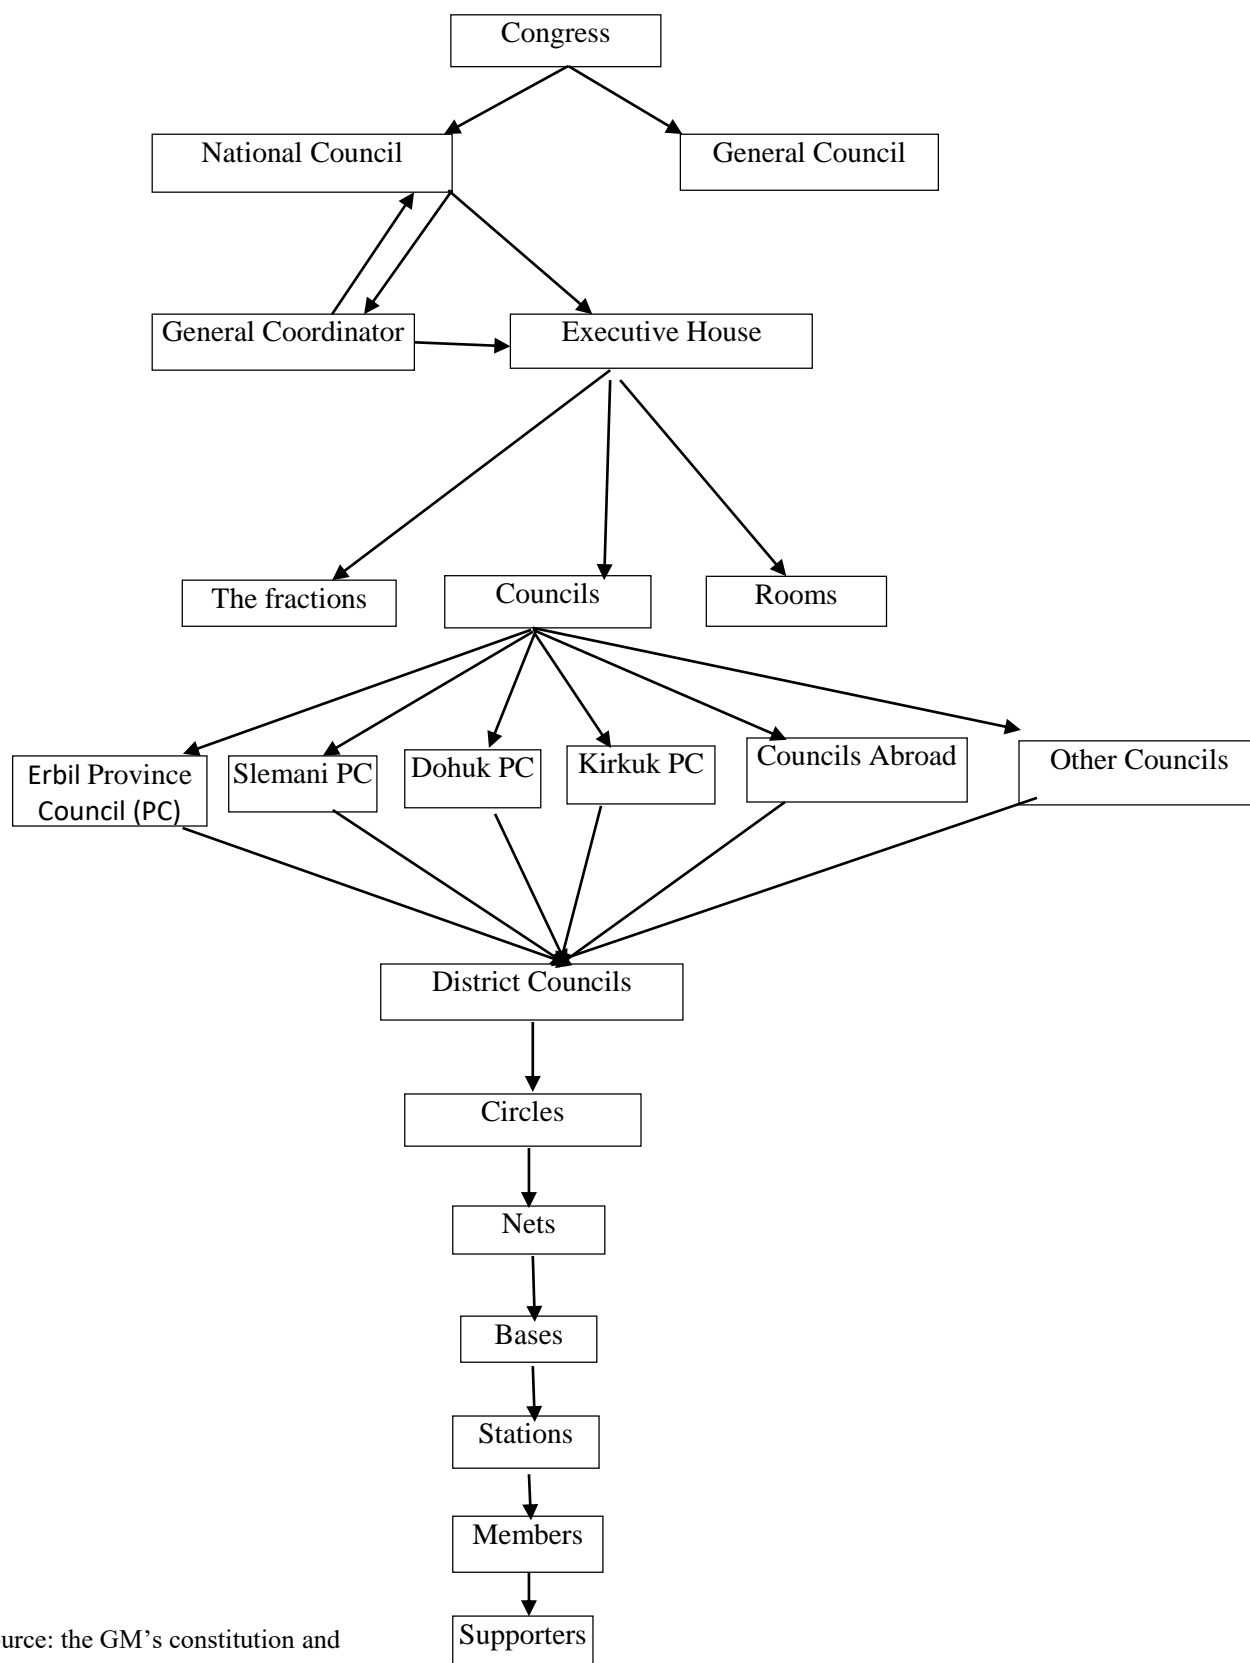 Congress
National Council
General Council
General Coordinator
Executive House
The fractions
Councils
Rooms
Erbil Province
Council (PC)
Slemani PC
Dohuk PC
Kirkuk PC
Councils Abroad
Other Councils
District Councils
Circles
Nets
Bases
Stations
Members
Supporters
urce: the GM’s constitution and